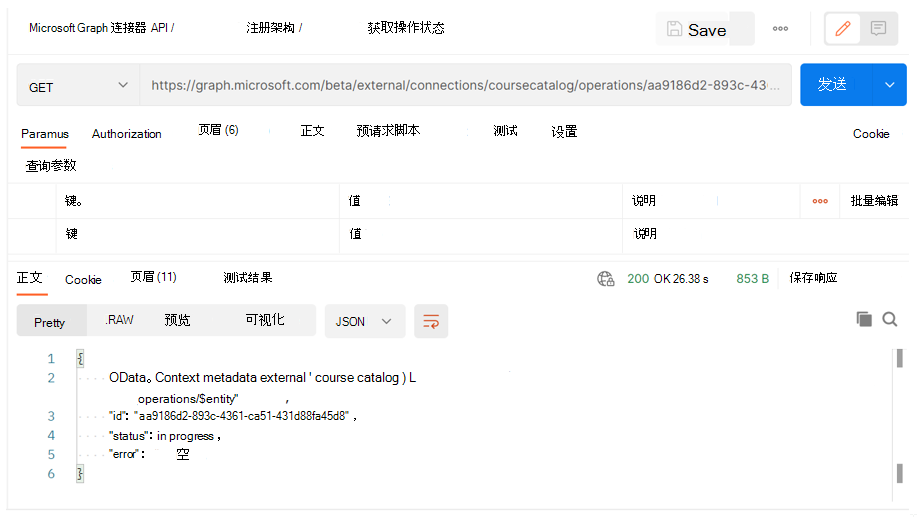 Microsoft Graph 连接器 API / 注册架构 / 获取操作状态 Save
GET https://graph.microsoft.com/beta/external/connections/coursecatalog/operations/aa9186d2-893c-43... 发送
Paramus Authorization 页眉 (6) 正文 预请求脚本 测试 设置 Cookie
查询参数
键。 值 说明 批量编辑
键 值 说明
正文 Cookie 页眉 (11) 测试结果 200 OK 26.38 s 853 B 保存响应
Pretty .RAW 预览 可视化 JSON
1 {
2 OData。Context metadata external ' course catalog ) L
operations/$entity" ,
3 "id": "aa9186d2-893c-4361-ca51-431d88fa45d8" ,
4 "status": in progress ,
5 "error": 空
6 }